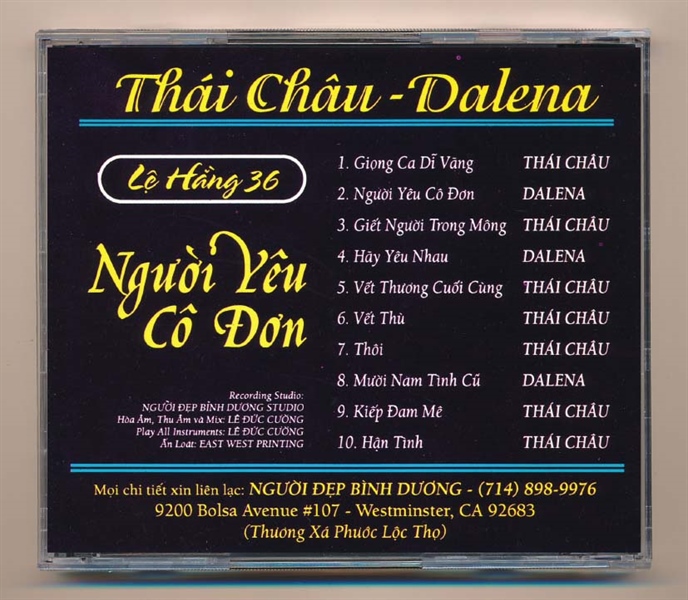 Thái Châu - Dalena
Lệ Hằng 36
Người Yêu
Cô Đơn
1. Giọng Ca Dĩ Vãng THÁI CHÂU
2. Người Yêu Cô Đơn DALENA
3. Giết Người Trong Mông THÁI CHÂU
4. Hãy Yêu Nhau DALENA
5. Vết Thương Cuối Cùng THÁI CHÂU
6. Vết Thù THÁI CHÂU
7. Thôi THÁI CHÂU
8. Mười Nam Tình Cũ DALENA
9. Kiếp Đam Mê THÁI CHÂU
10. Hận Tình THÁI CHÂU
Recording Studio:
NGƯỜI ĐẸP BÌNH DƯƠNG STUDIO
Hòa Âm, Thu Âm và Mix: LÊ ĐỨC CƯỜNG
Play All Instruments: LÊ ĐỨC CƯỜNG
Ấn Loát: EAST WEST PRINTING
Mọi chi tiết xin liên lạc: NGƯỜI ĐẸP BÌNH DƯƠNG - (714) 898-9976
9200 Bolsa Avenue #107 - Westminster, CA 92683
(Thương Xá Phước Lộc Thọ)